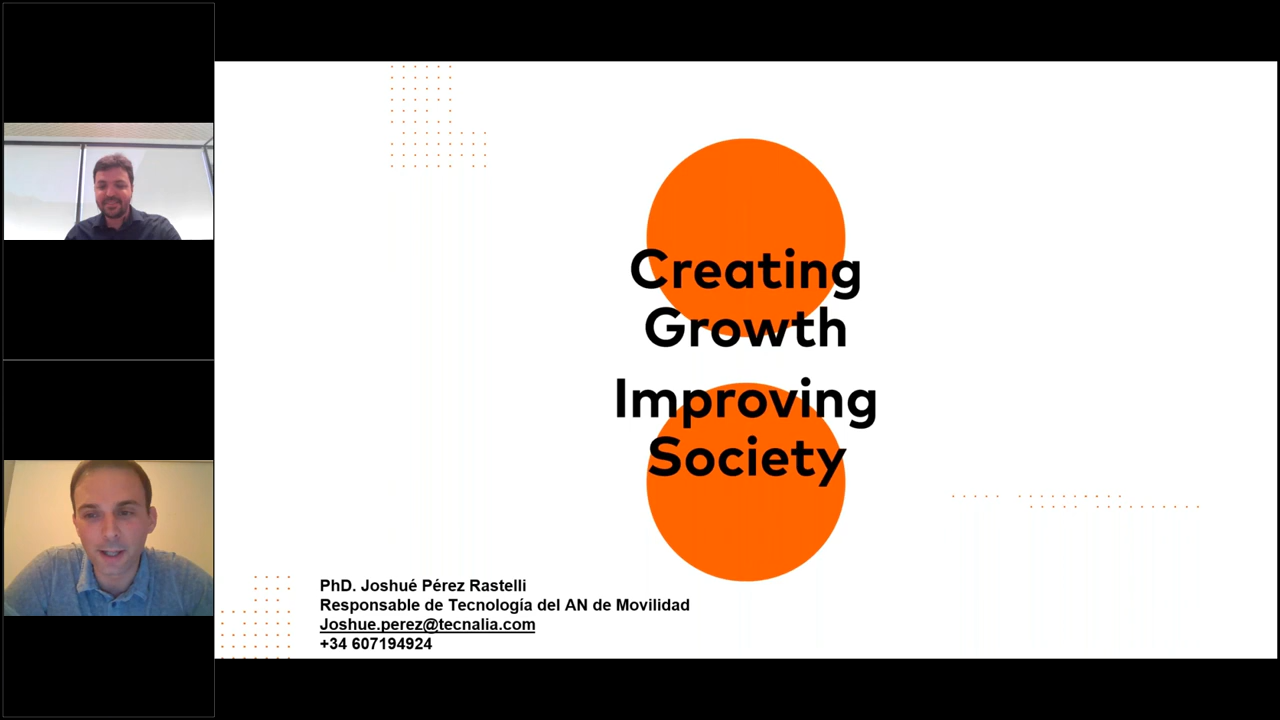 Creating
Growth
Improving
Society
PhD. Joshué Pérez Rastelli
Responsable de Tecnología del AN de Movilidad
Joshue.perez@tecnalia.com
+34 607194924